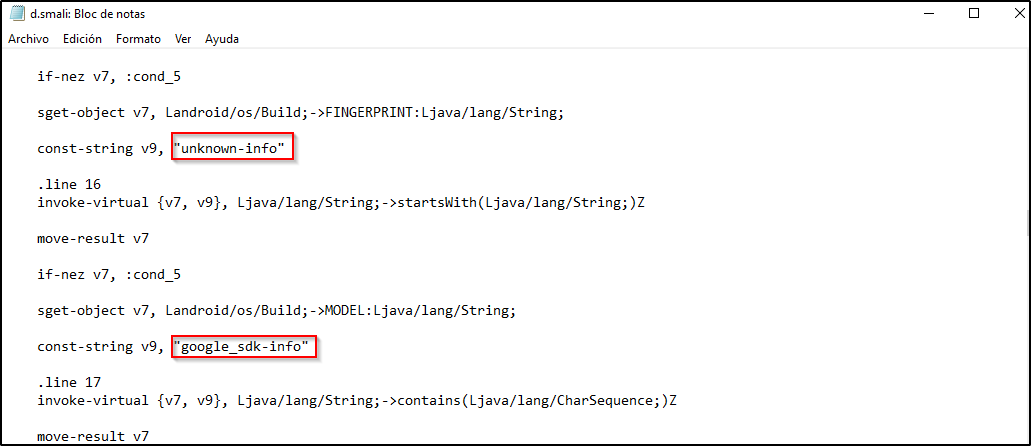 d.smali: Bloc de notas
Archivo Edición Formato Ver Ayuda
if-nez v7, :cond_5
sget-object v7, Landroid/os/Build;->FINGERPRINT:Ljava/lang/String;
const-string v9, "unknown-info"
.line 16
invoke-virtual {v7, v9}, Ljava/lang/String;->startsWith(Ljava/lang/String;)Z
move-result v7
if-nez v7, :cond_5
sget-object v7, Landroid/os/Build;->MODEL:Ljava/lang/String;
const-string v9, "google_sdk-info"
.line 17
invoke-virtual {v7, v9}, Ljava/lang/String;->contains(Ljava/lang/CharSequence;)Z
move-result v7